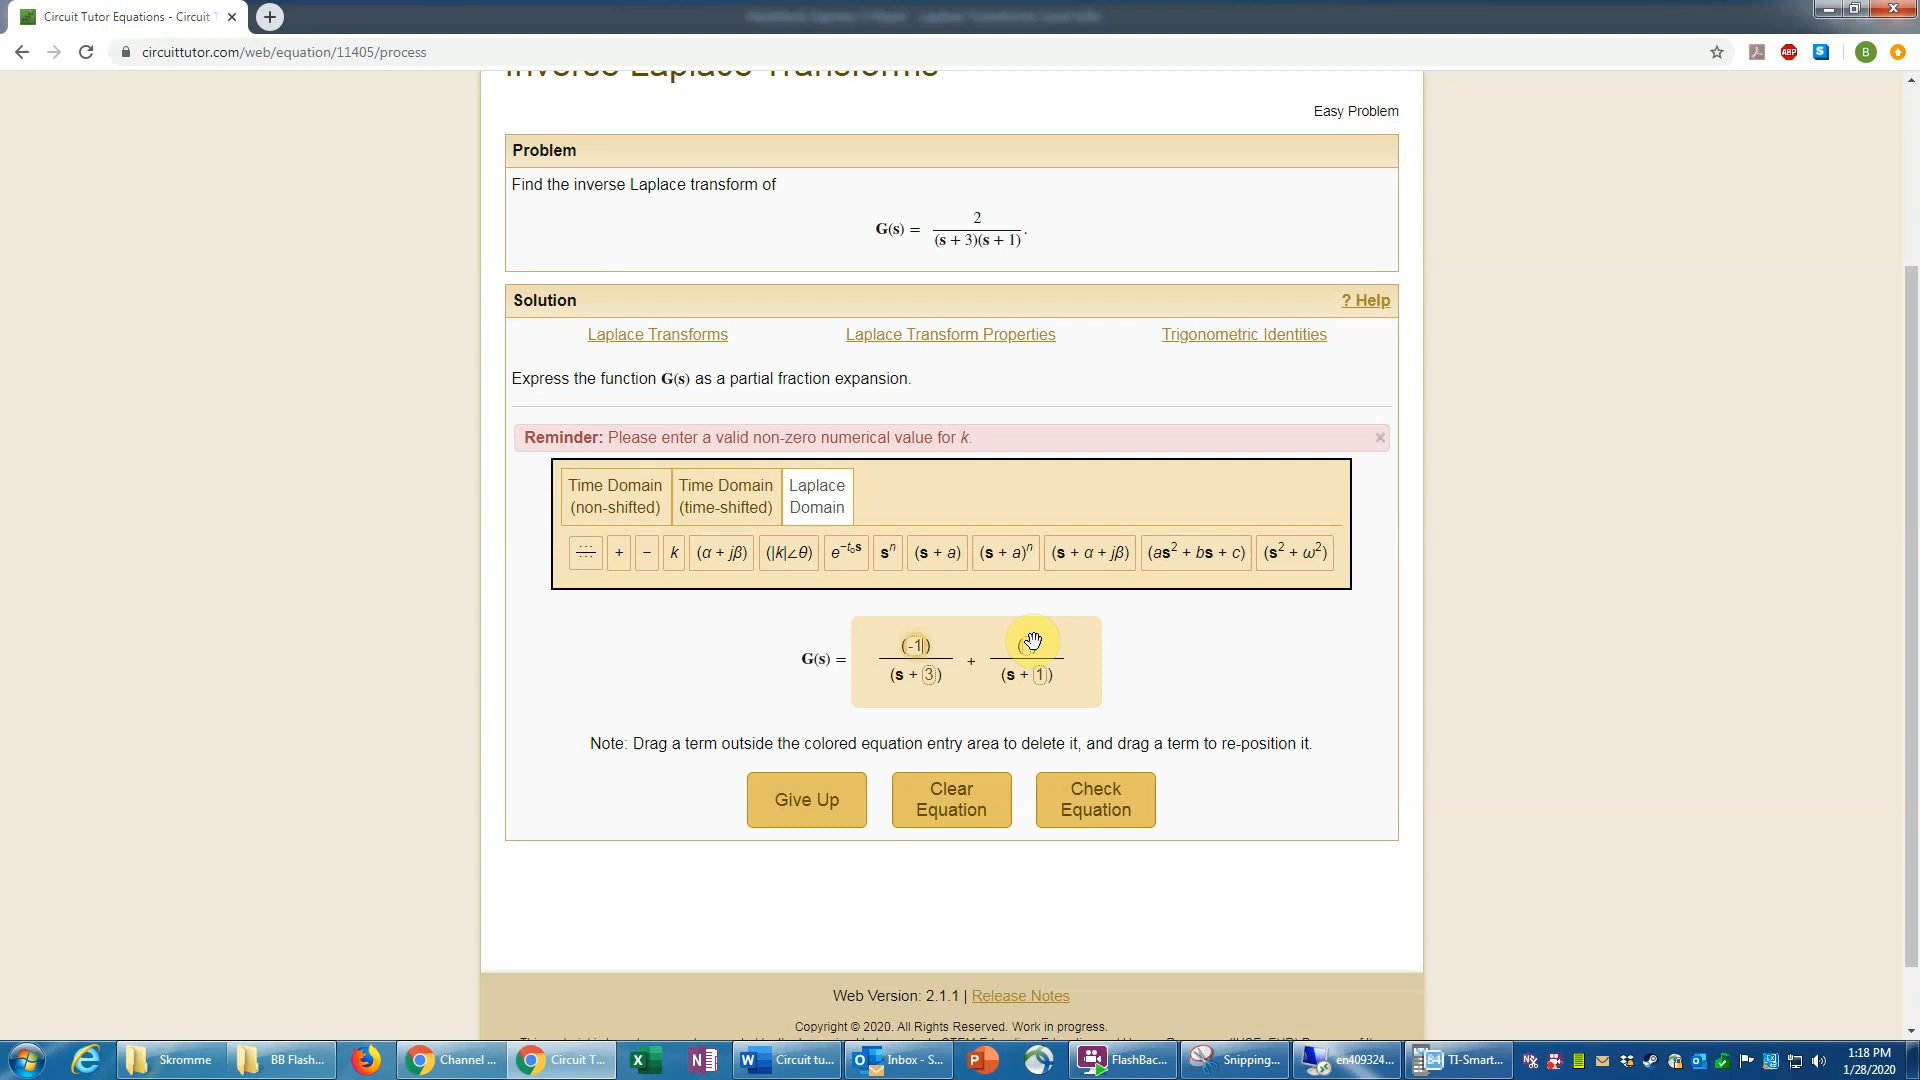 Circuit Tutor Equations - Circuit T
circuittutor.com/web/equation/11405/process
ABP
S
B
Inverse Laplace Transforms
Easy Problem
Problem
Find the inverse Laplace transform of
G(s) = 2 / (s + 3)(s + 1) .
Solution
? Help
Laplace Transforms
Laplace Transform Properties
Trigonometric Identities
Express the function G(s) as a partial fraction expansion.
Reminder: Please enter a valid non-zero numerical value for k.
×
Time Domain
(non-shifted)
Time Domain
(time-shifted)
Laplace
Domain
+ − k (α + jβ) (|k|∠θ) e^−t₀s sⁿ (s + a) (s + a)ⁿ (s + α + jβ) (as² + bs + c) (s² + ω²)
(-1)
G(s) = +
(s + 3) (s + 1)
Note: Drag a term outside the colored equation entry area to delete it, and drag a term to re-position it.
Give Up
Clear
Equation
Check
Equation
Web Version: 2.1.1 | Release Notes
Copyright © 2020. All Rights Reserved. Work in progress.
Skromme
BB Flash...
Channel ...
Circuit T...
Circuit tu...
Inbox - S...
FlashBac...
Snipping...
en409324...
TI-Smart...
1:18 PM
1/28/2020